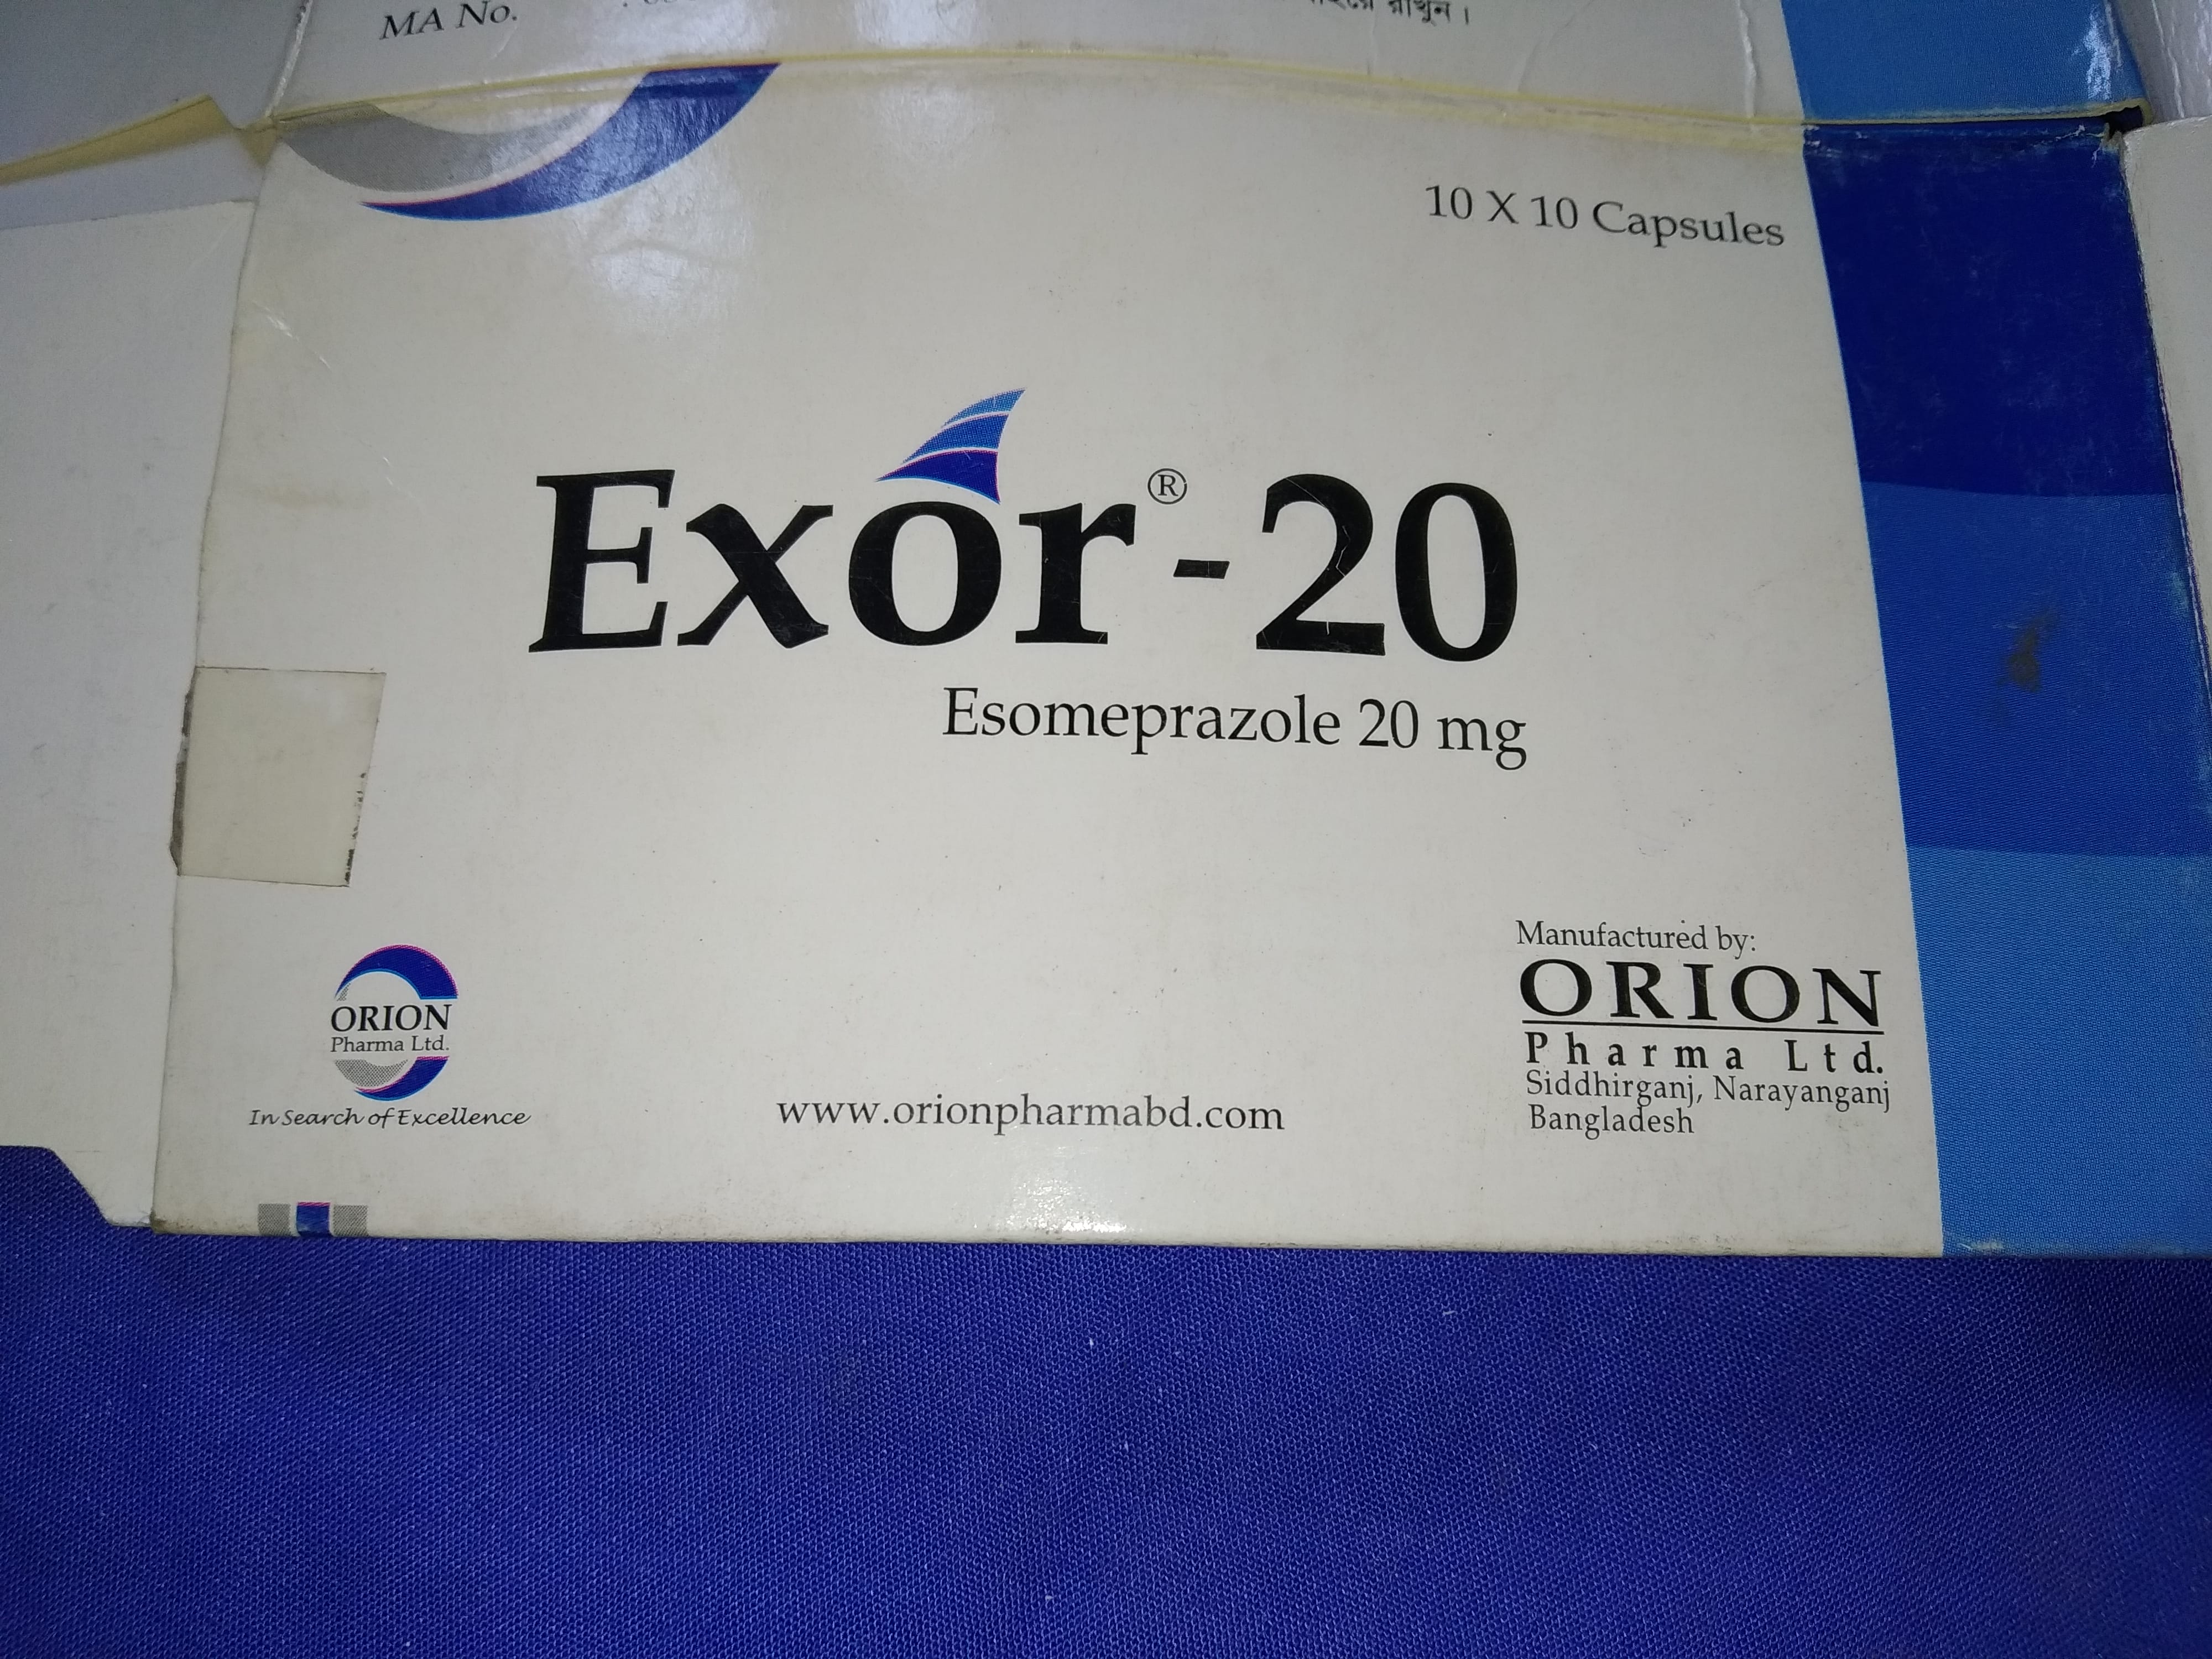 MA No.
রাখুন।
10 X 10 Capsules
Exor®-20
Esomeprazole 20 mg
ORION
Pharma Ltd.
In Search of Excellence
www.orionpharmabd.com
Manufactured by:
ORION
Pharma Ltd.
Siddhirganj, Narayanganj
Bangladesh